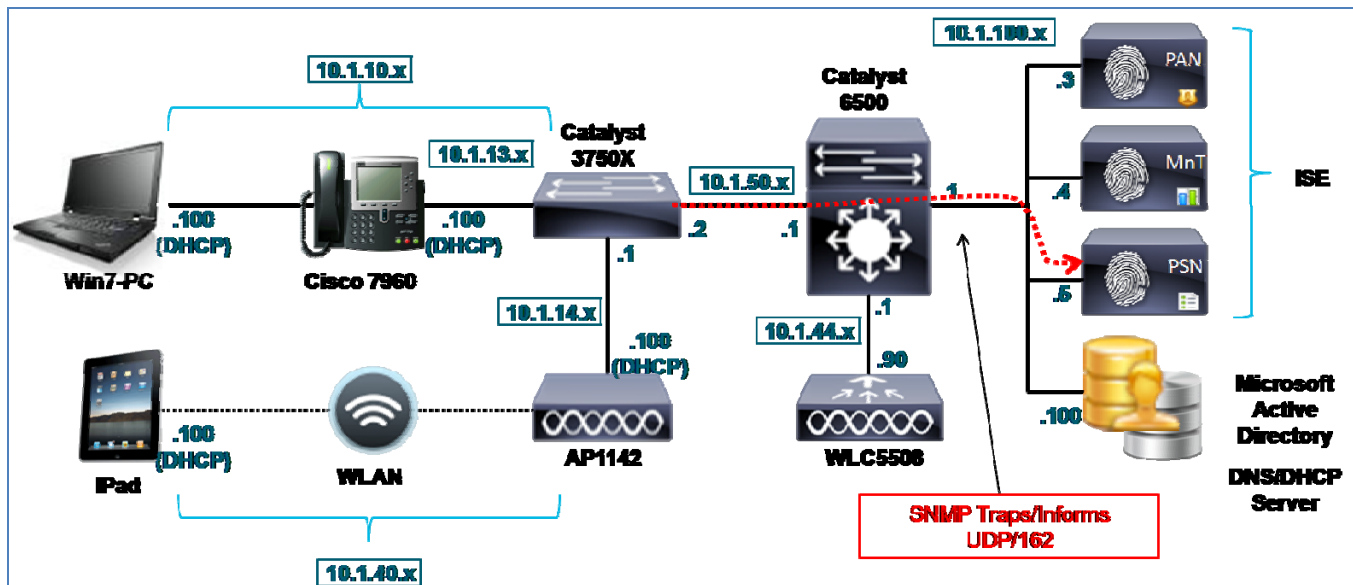 10.1.100.x
10.1.10.x
Catalyst
6500
PAN
.3
Catalyst
3750X
10.1.13.x
MnT
10.1.50.x
.1
.4
ISE
.100
(DHCP)
.100
(DHCP)
.2
.1
PSN
Win7-PC
Cisco 7960
.1
.5
10.1.14.x
.1
10.1.44.x
.100
(DHCP)
.90
Microsoft
Active
Directory
.100
.100
(DHCP)
iPad
WLAN
AP1142
WLC5508
DNS/DHCP
Server
SNMP Traps/Informs
UDP/162
10.1.40.x